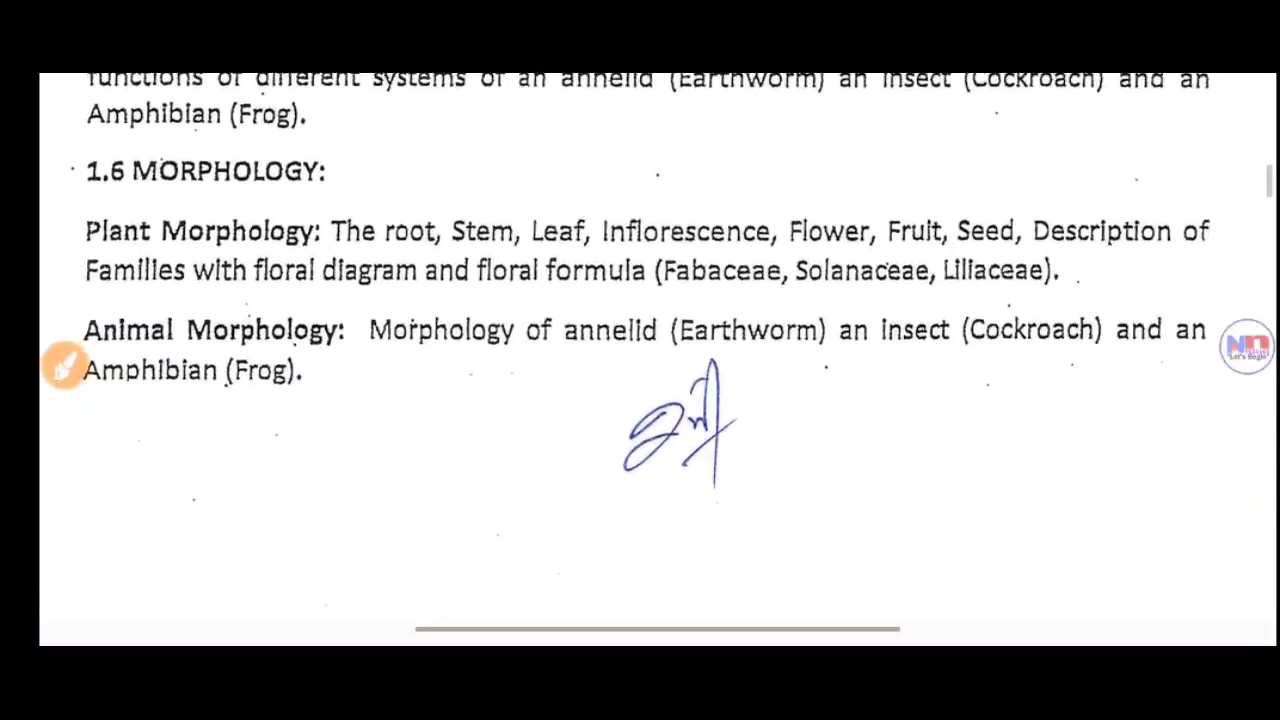 functions of different systems of an annelid (Earthworm) an insect (Cockroach) and an
Amphibian (Frog).
1.6 MORPHOLOGY:
Plant Morphology: The root, Stem, Leaf, Inflorescence, Flower, Fruit, Seed, Description of
Families with floral diagram and floral formula (Fabaceae, Solanaceae, Liliaceae).
Animal Morphology: Morphology of annelid (Earthworm) an insect (Cockroach) and an
Amphibian (Frog).
Let's Begin